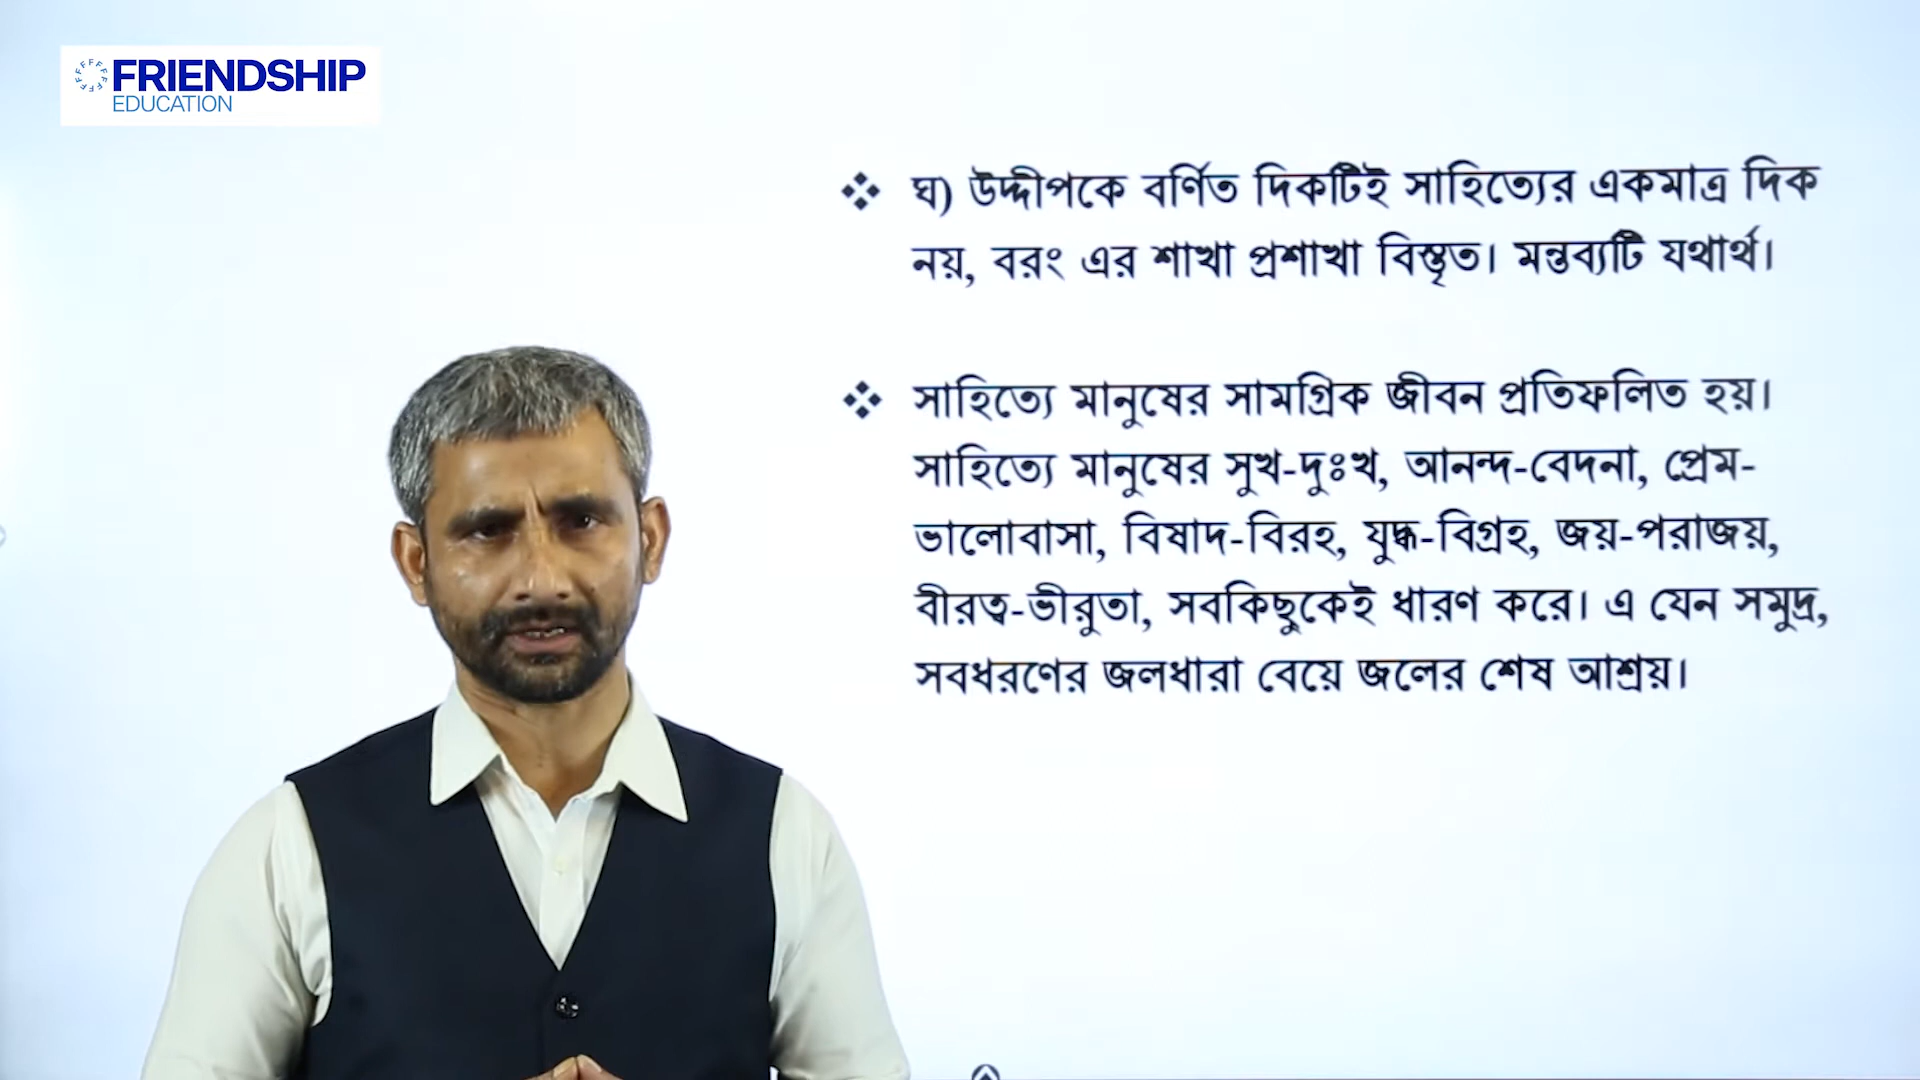 FRIENDSHIP
EDUCATION
❖ ঘ) উদ্দীপকে বর্ণিত দিকটিই সাহিত্যের একমাত্র দিক
নয়, বরং এর শাখা প্রশাখা বিস্তৃত। মন্তব্যটি যথার্থ।
❖ সাহিত্যে মানুষের সামগ্রিক জীবন প্রতিফলিত হয়।
সাহিত্যে মানুষের সুখ-দুঃখ, আনন্দ-বেদনা, প্রেম-
ভালোবাসা, বিষাদ-বিরহ, যুদ্ধ-বিগ্রহ, জয়-পরাজয়,
বীরত্ব-ভীরুতা, সবকিছুকেই ধারণ করে। এ যেন সমুদ্র,
সবধরণের জলধারা বেয়ে জলের শেষ আশ্রয়।